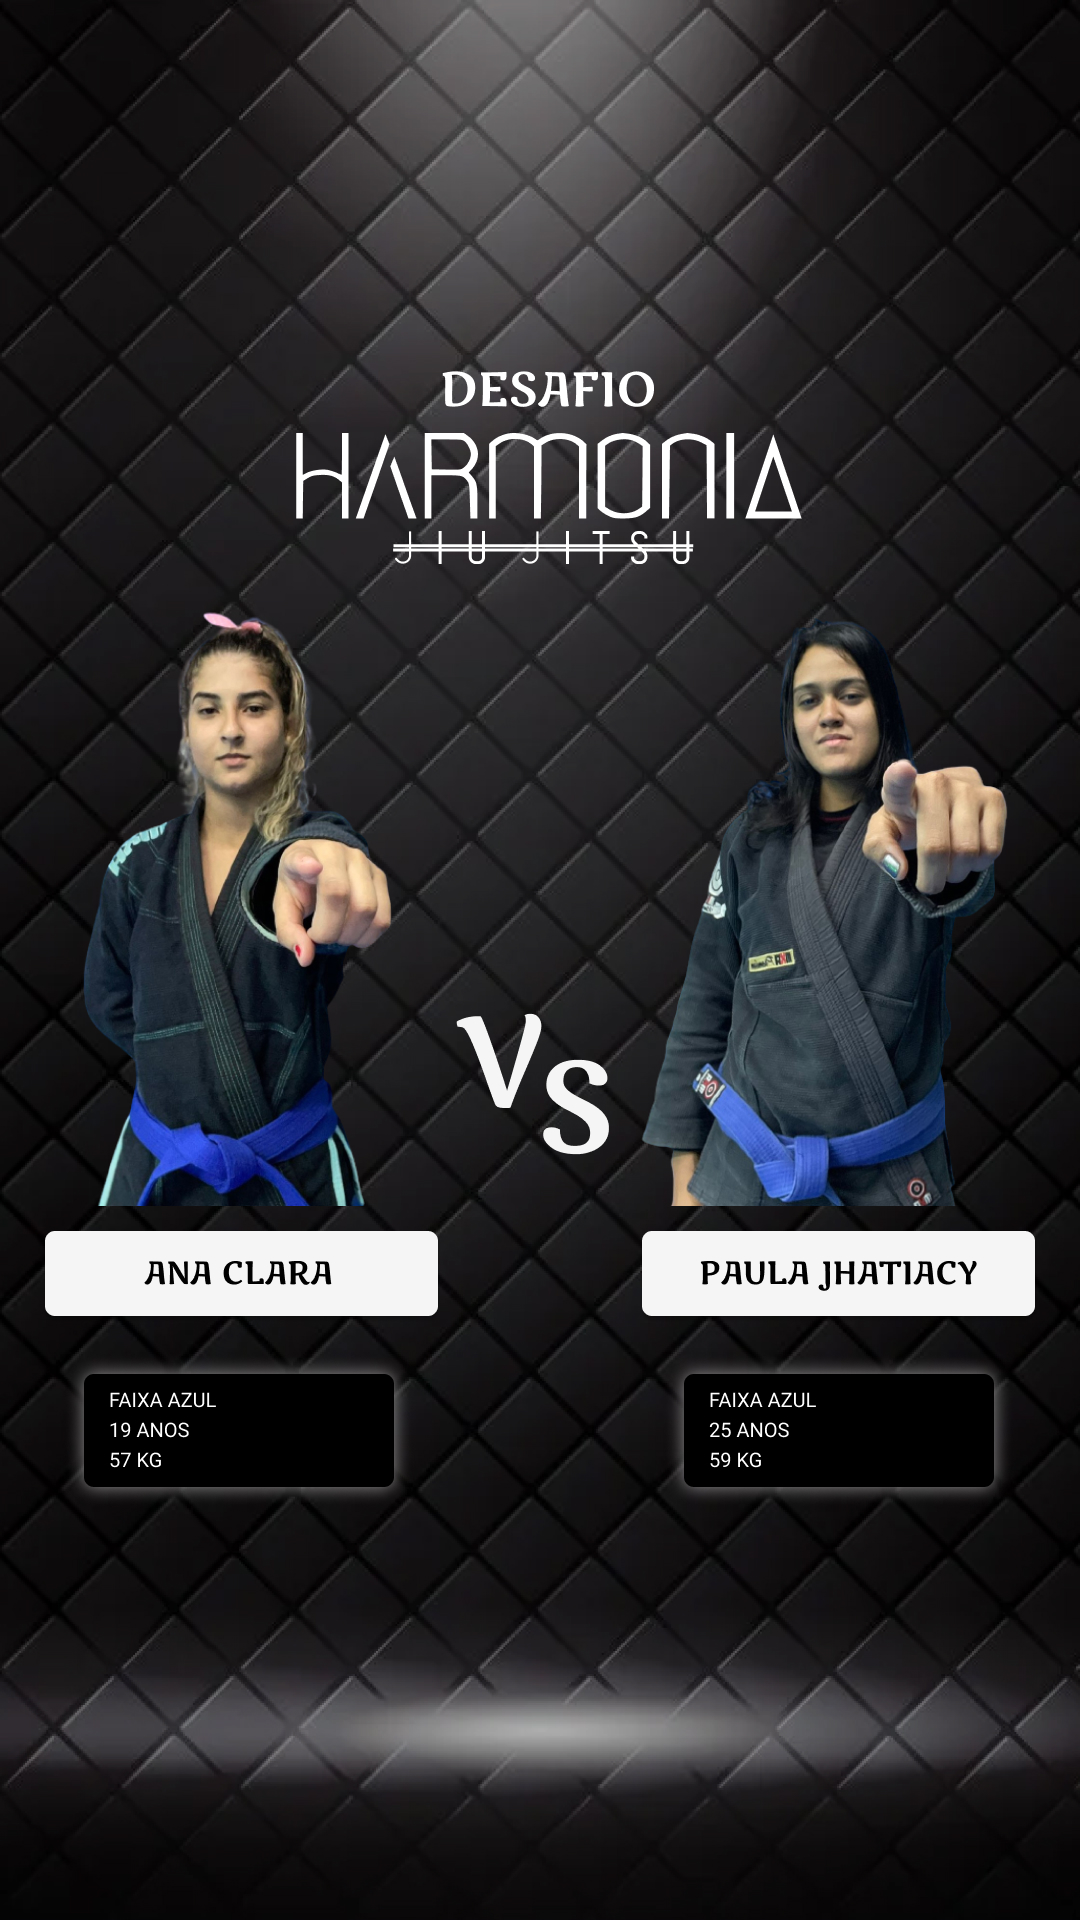 DESAFIO
HARMONIA
JIU JITSU
VS
ANA CLARA
PAULA JHATIACY
FAIXA AZUL
19 ANOS
57 KG
FAIXA AZUL
25 ANOS
59 KG